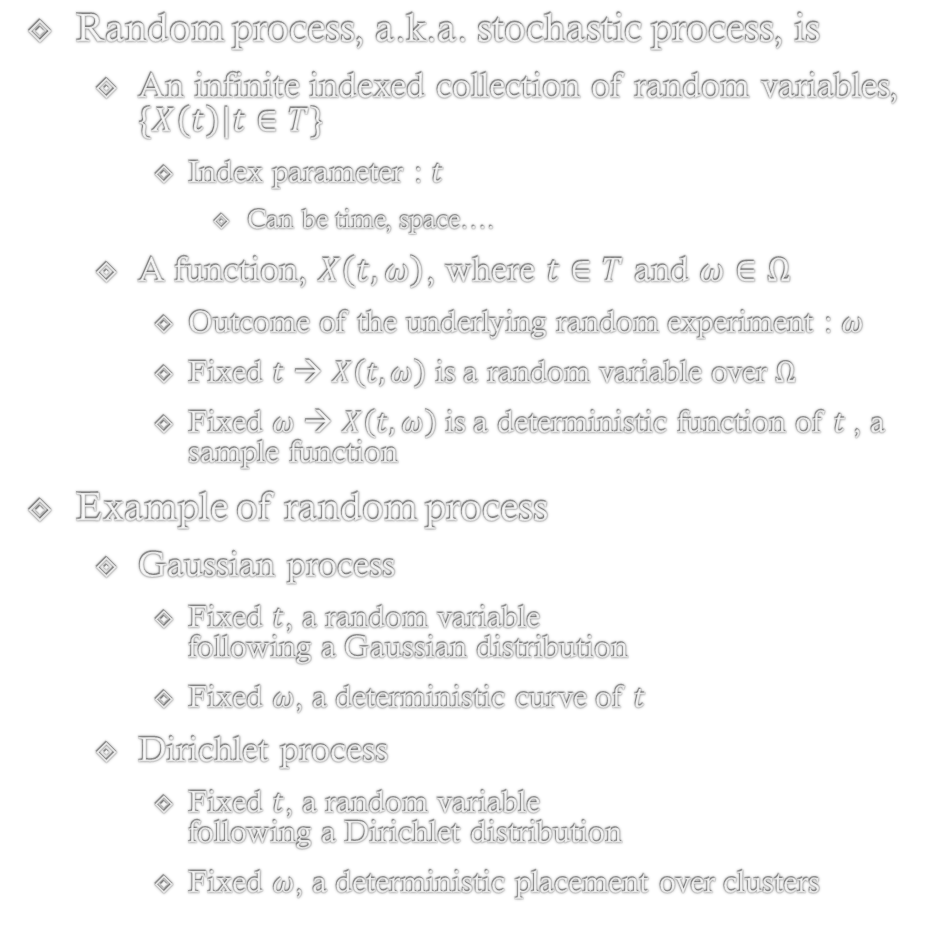 Random process, a.k.a. stochastic process, is
An infinite indexed collection of random variables,
{X(t)|t ∈ T}
Index parameter : t
Can be time, space….
A function, X(t, ω), where t ∈ T and ω ∈ Ω
Outcome of the underlying random experiment : ω
Fixed t → X(t, ω) is a random variable over Ω
Fixed ω → X(t, ω) is a deterministic function of t , a
sample function
Example of random process
Gaussian process
Fixed t, a random variable
following a Gaussian distribution
Fixed ω, a deterministic curve of t
Dirichlet process
Fixed t, a random variable
following a Dirichlet distribution
Fixed ω, a deterministic placement over clusters